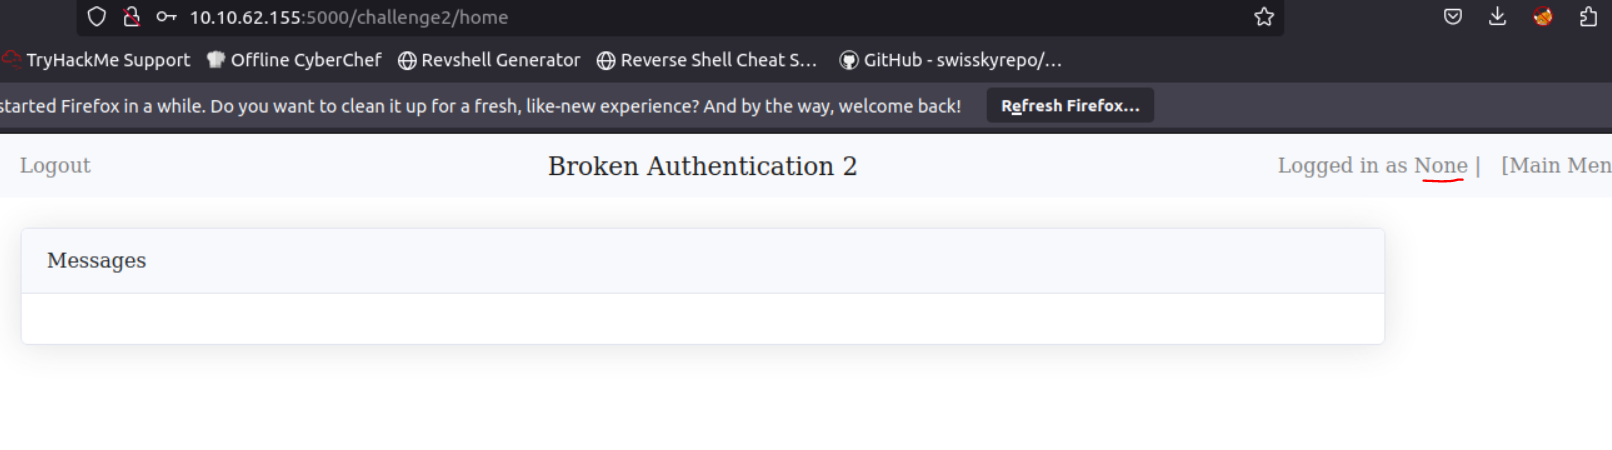 10.10.62.155:5000/challenge2/home
TryHackMe Support Offline CyberChef Revshell Generator Reverse Shell Cheat S... GitHub - swisskyrepo/...
started Firefox in a while. Do you want to clean it up for a fresh, like-new experience? And by the way, welcome back! Refresh Firefox...
Logout Broken Authentication 2 Logged in as None | [Main Men
Messages